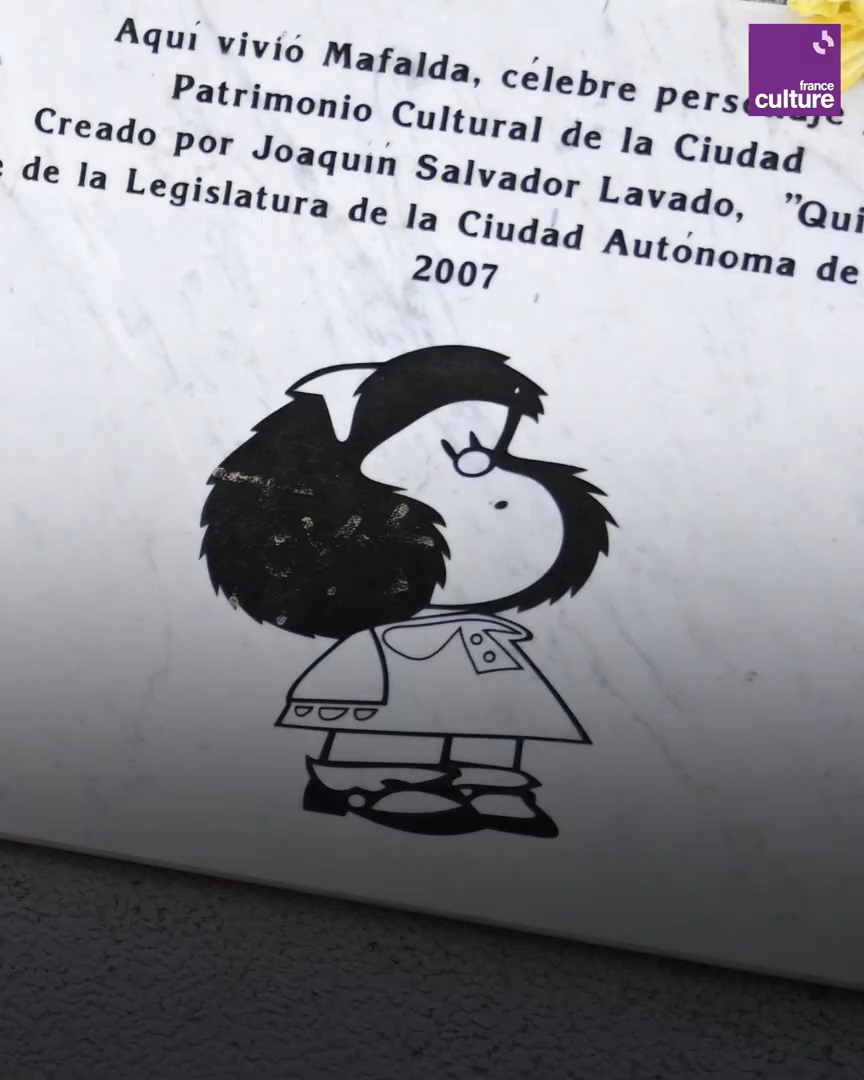 Aquí vivió Mafalda, célebre
Patrimonio Cultural de la Ciudad
Creado por Joaquín Salvador Lavado, "Qui
de la Legislatura de la Ciudad Autónoma de
2007
france
culture